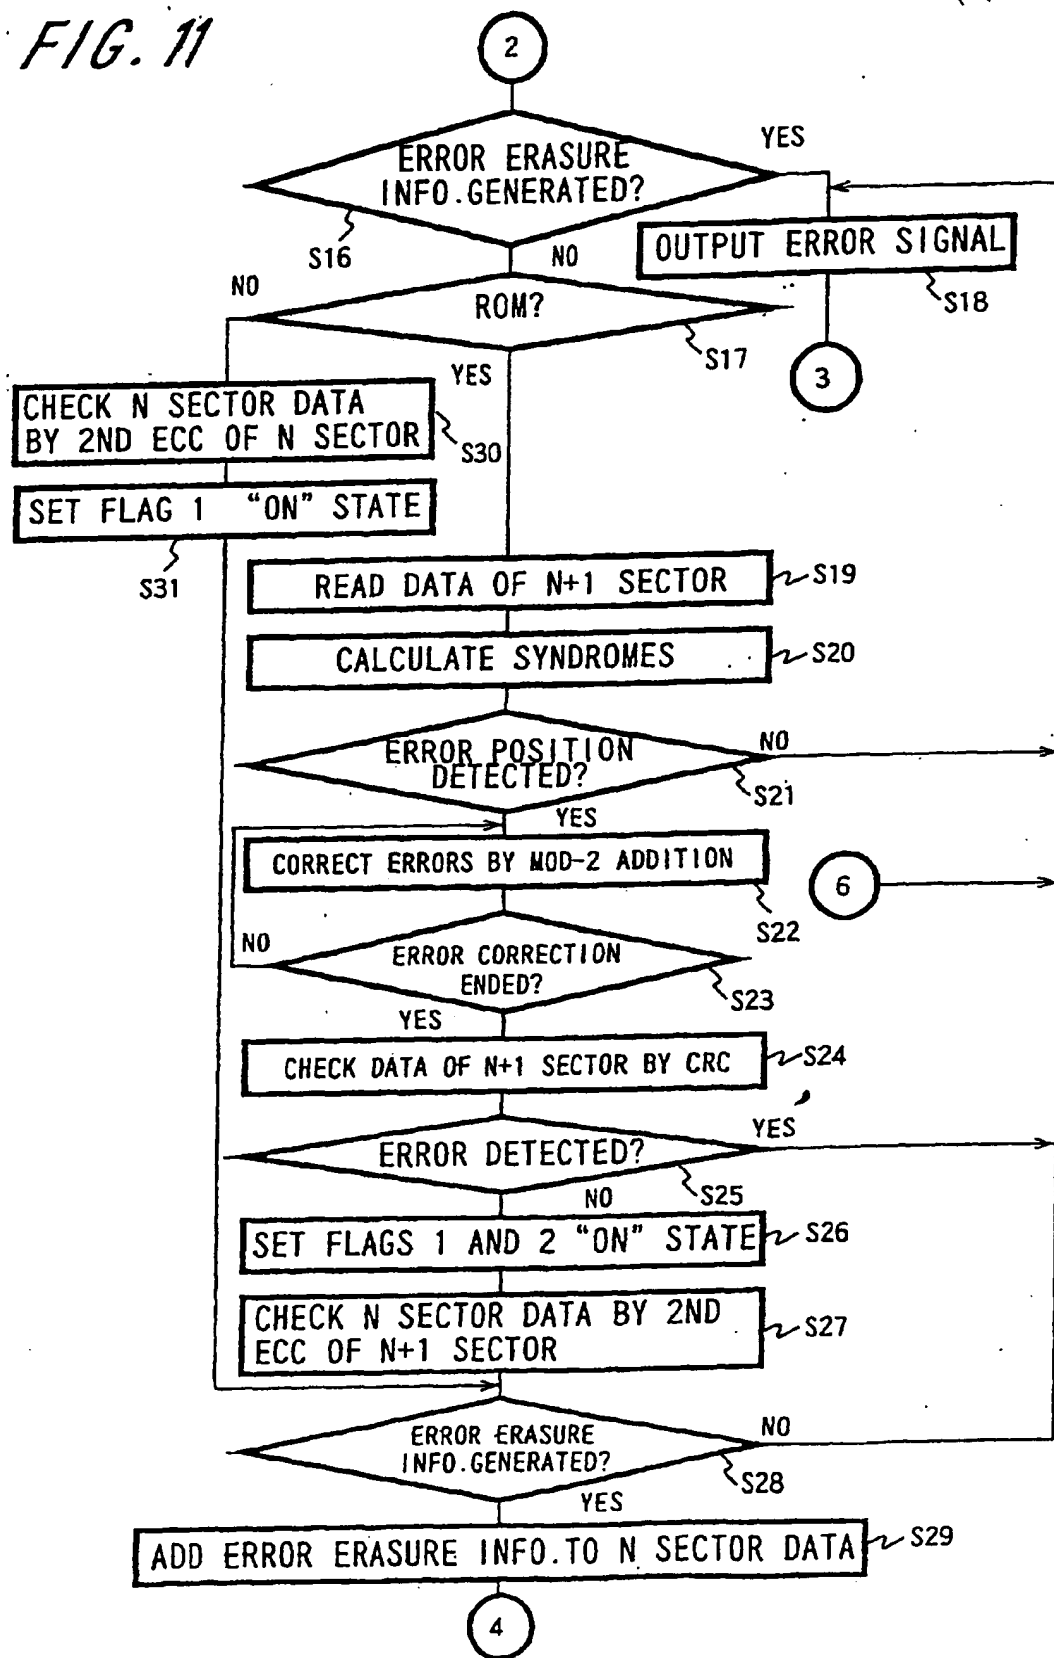 FIG. 11
2
ERROR ERASURE
INFO.GENERATED?
YES
S16
NO
OUTPUT ERROR SIGNAL
S18
NO
ROM?
S17
YES
3
CHECK N SECTOR DATA
BY 2ND ECC OF N SECTOR
S30
SET FLAG 1 "ON" STATE
S31
READ DATA OF N+1 SECTOR
S19
CALCULATE SYNDROMES
S20
ERROR POSITION
DETECTED?
NO
S21
YES
CORRECT ERRORS BY MOD-2 ADDITION
S22
6
NO
ERROR CORRECTION
ENDED?
S23
YES
CHECK DATA OF N+1 SECTOR BY CRC
S24
ERROR DETECTED?
YES
S25
NO
SET FLAGS 1 AND 2 "ON" STATE
S26
CHECK N SECTOR DATA BY 2ND
ECC OF N+1 SECTOR
S27
ERROR ERASURE
INFO.GENERATED?
NO
S28
YES
ADD ERROR ERASURE INFO.TO N SECTOR DATA
S29
4